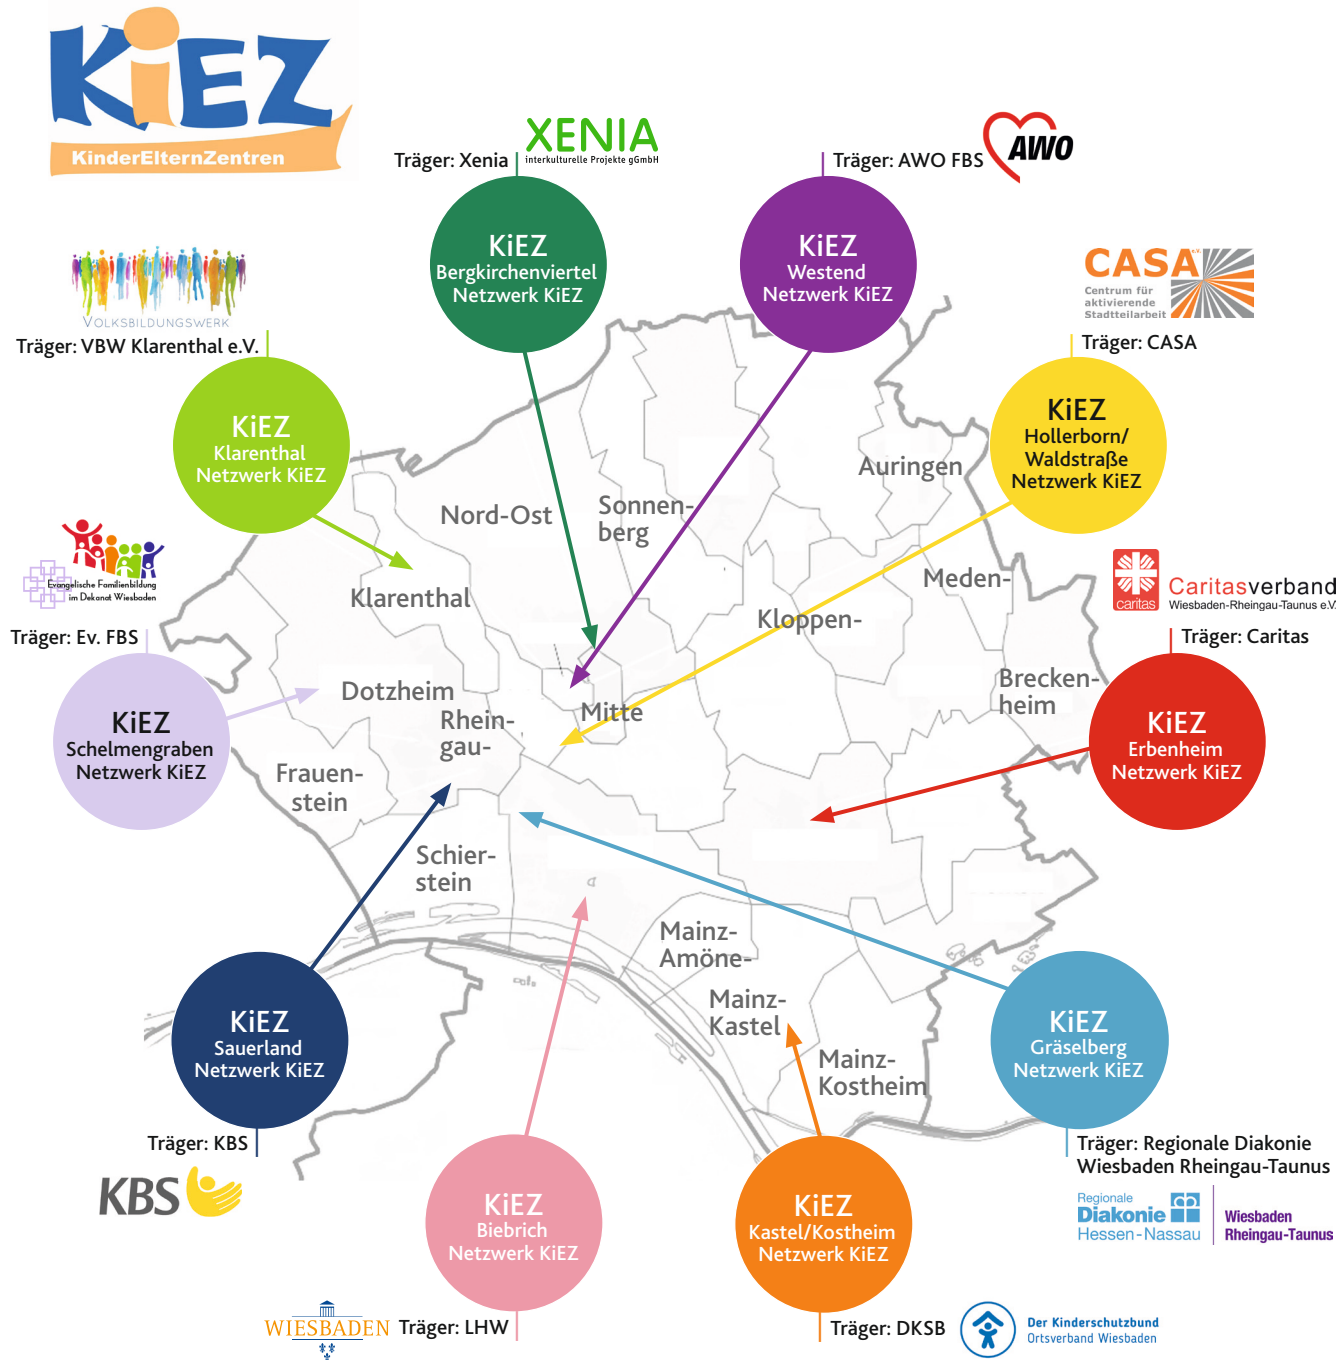 KiEZ
KinderElternZentren
XENIA
interkulturelle Projekte gGmbH
Träger: Xenia
AWO
Träger: AWO FBS
KiEZ
Bergkirchenviertel
Netzwerk KiEZ
KiEZ
Westend
Netzwerk KiEZ
VOLKSBILDUNGSWERK
Träger: VBW Klarenthal e.V.
CASA e.V.
Centrum für
aktivierende
Stadtteilarbeit
Träger: CASA
KiEZ
Klarenthal
Netzwerk KiEZ
KiEZ
Hollerborn/
Waldstraße
Netzwerk KiEZ
Auringen
Nord-Ost
Sonnen-
berg
Evangelische Familienbildung
im Dekanat Wiesbaden
Träger: Ev. FBS
Klarenthal
Meden-
Kloppen-
caritas
Caritasverband
Wiesbaden-Rheingau-Taunus e.V.
Träger: Caritas
KiEZ
Schelmengraben
Netzwerk KiEZ
Dotzheim
Rhein-
gau-
Mitte
Brecken-
heim
KiEZ
Erbenheim
Netzwerk KiEZ
Frauen-
stein
Schier-
stein
Mainz-
Amöne-
Mainz-
Kastel
Mainz-
Kostheim
KiEZ
Sauerland
Netzwerk KiEZ
Träger: KBS
KBS
KiEZ
Gräselberg
Netzwerk KiEZ
Träger: Regionale Diakonie
Wiesbaden Rheingau-Taunus
Regionale
Diakonie
Hessen-Nassau
Wiesbaden
Rheingau-Taunus
KiEZ
Biebrich
Netzwerk KiEZ
KiEZ
Kastel/Kostheim
Netzwerk KiEZ
WIESBADEN
Träger: LHW
Träger: DKSB
Der Kinderschutzbund
Ortsverband Wiesbaden